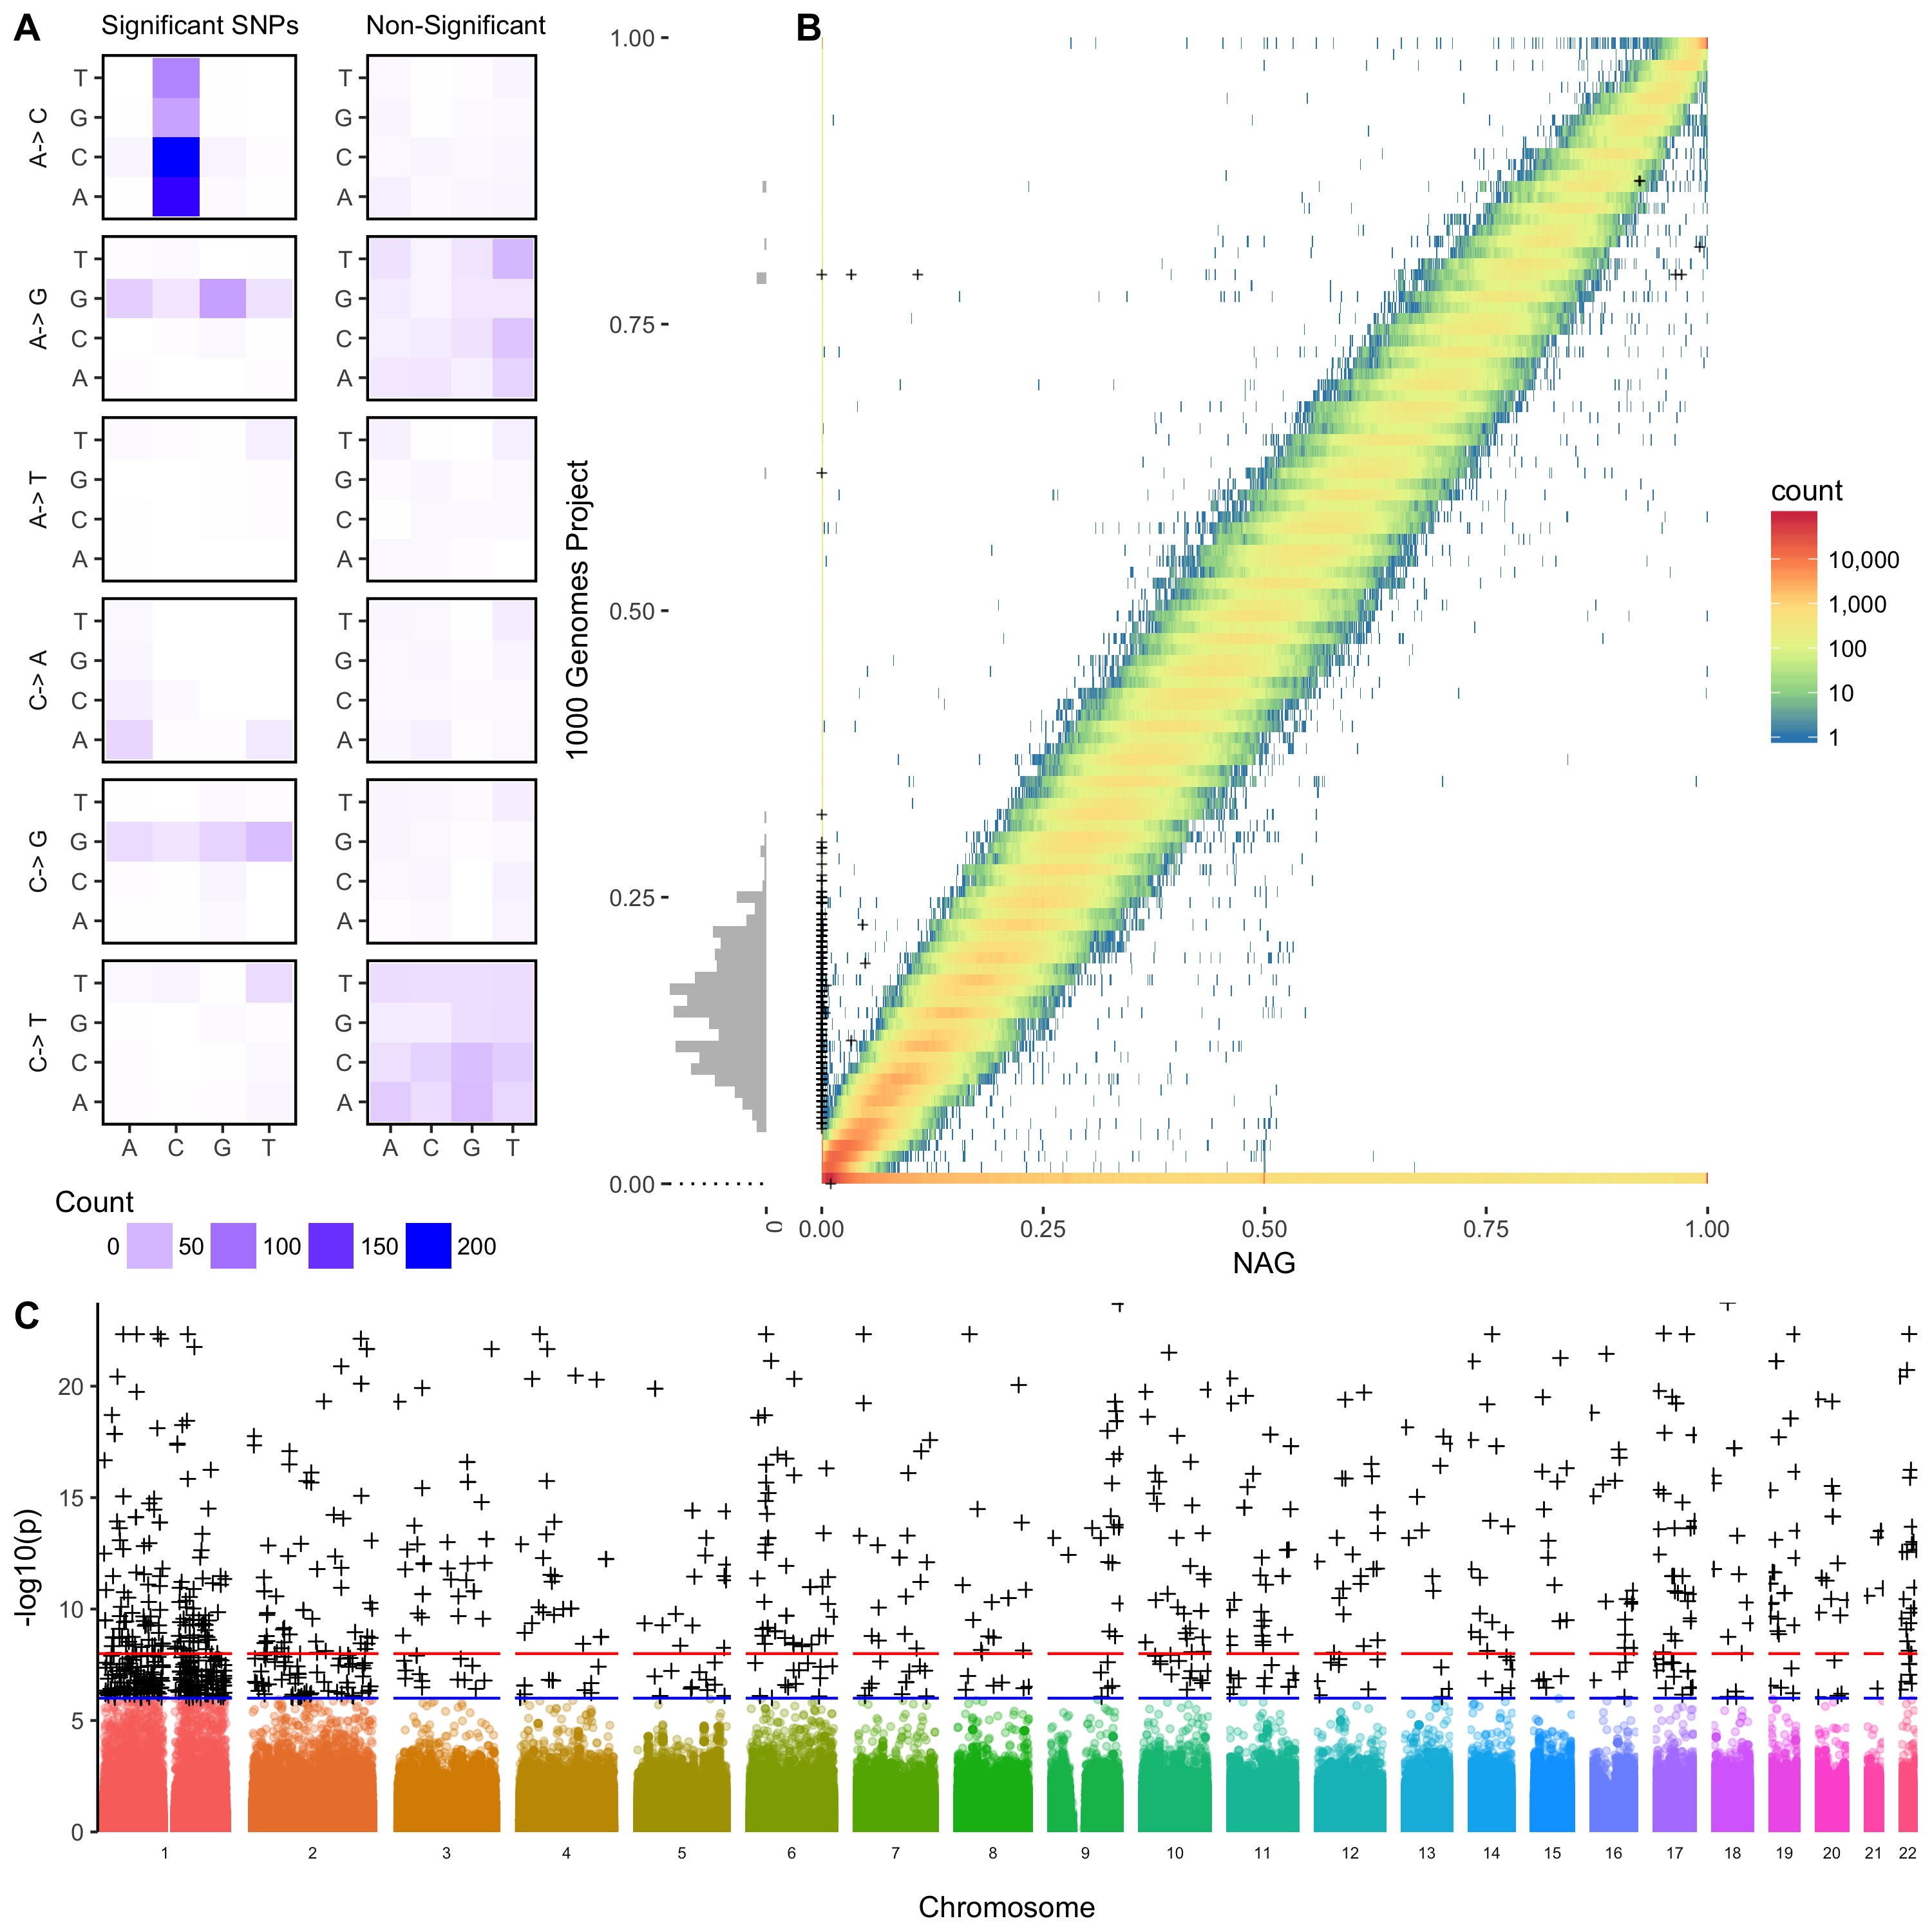 A
Significant SNPs
Non-Significant
A-> C
T
G
C
A
T
G
C
A
A-> G
T
G
C
A
T
G
C
A
A-> T
T
G
C
A
T
G
C
A
C-> A
T
G
C
A
T
G
C
A
C-> G
T
G
C
A
T
G
C
A
C-> T
T
G
C
A
T
G
C
A
A C G T
A C G T
Count
0 50 100 150 200
B
1000 Genomes Project
1.00
0.75
0.50
0.25
0.00
0
0.00 0.25 0.50 0.75 1.00
NAG
count
10,000
1,000
100
10
1
C
-log10(p)
20
15
10
5
0
1 2 3 4 5 6 7 8 9 10 11 12 13 14 15 16 17 18 19 20 21 22
Chromosome